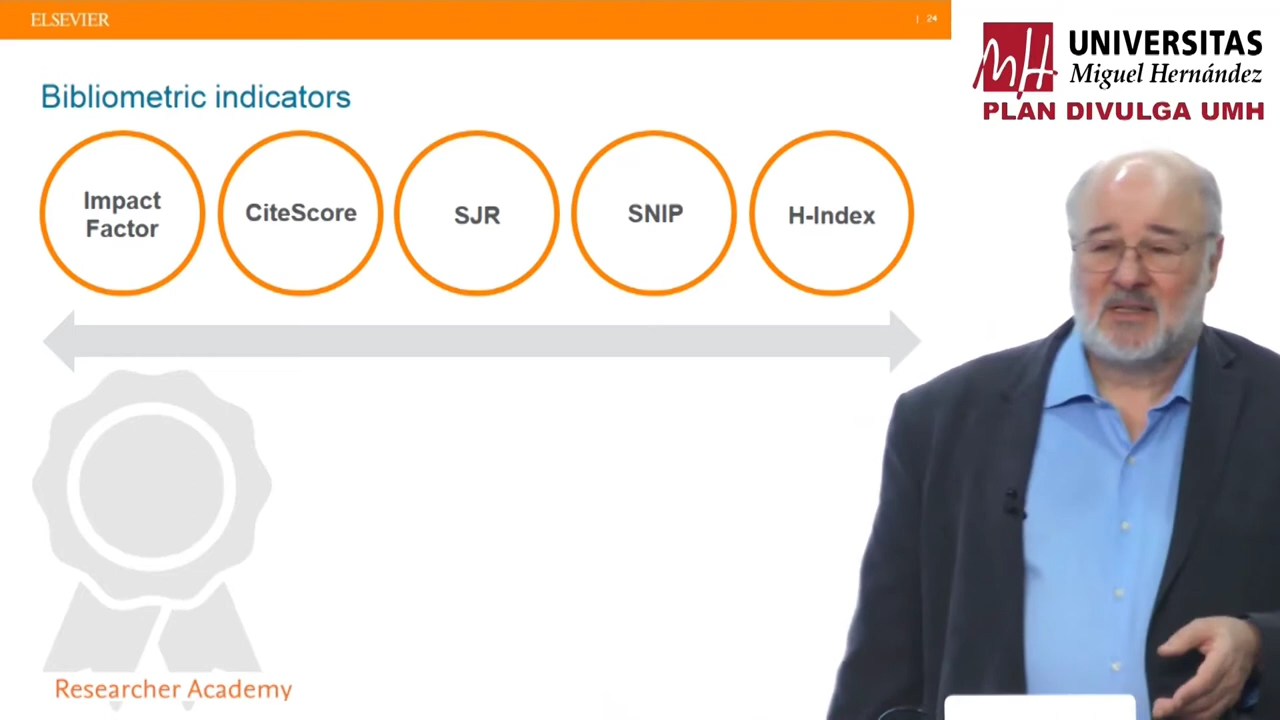 ELSEVIER
| 24
UNIVERSITAS
Miguel Hernández
PLAN DIVULGA UMH
Bibliometric indicators
Impact
Factor
CiteScore
SJR
SNIP
H-Index
Researcher Academy